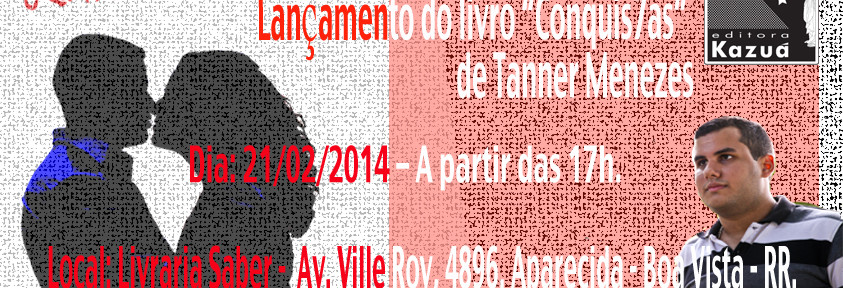 Lançamento do livro "Conquis/as"
de Tanner Menezes
editora
Kazuá
Dia: 21/02/2014 – A partir das 17h.
Local: Livraria Saber - Av. Ville Roy, 4896, Aparecida - Boa Vista - RR.